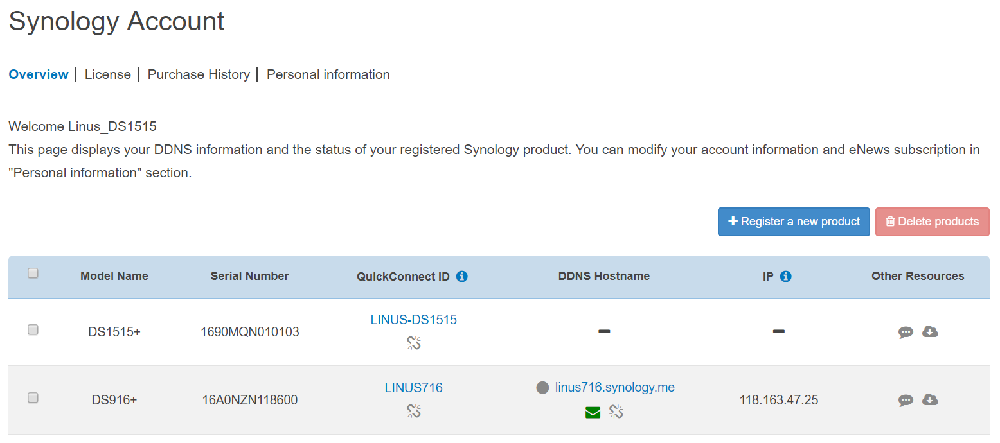 Synology Account
Overview | License | Purchase History | Personal information
Welcome Linus_DS1515
This page displays your DDNS information and the status of your registered Synology product. You can modify your account information and eNews subscription in
"Personal information" section.
Register a new product Delete products
Model Name Serial Number QuickConnect ID DDNS Hostname IP Other Resources
LINUS-DS1515
DS1515+ 1690MQN010103 – –
LINUS716 linus716.synology.me
DS916+ 16A0NZN118600 118.163.47.25